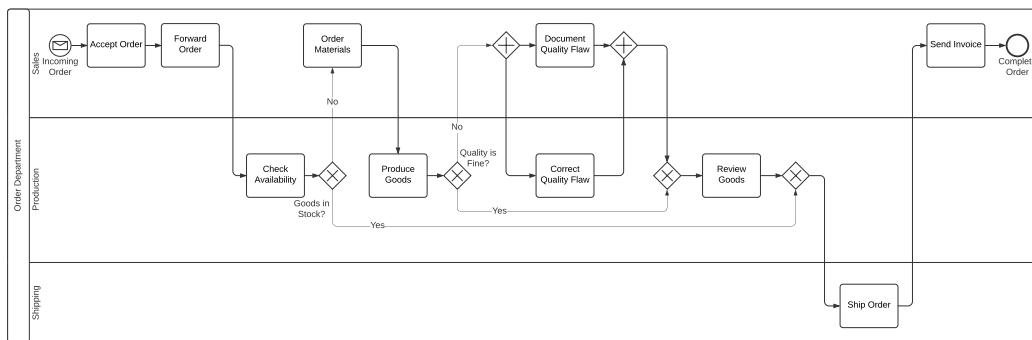 Order Department
Sales
Incoming
Order
Accept Order
Forward
Order
Order
Materials
Document
Quality Flaw
Send Invoice
Complet
Order
No
No
Production
Check
Availability
Goods in
Stock?
Produce
Goods
Quality is
Fine?
Correct
Quality Flaw
Review
Goods
Yes
Yes
Shipping
Ship Order